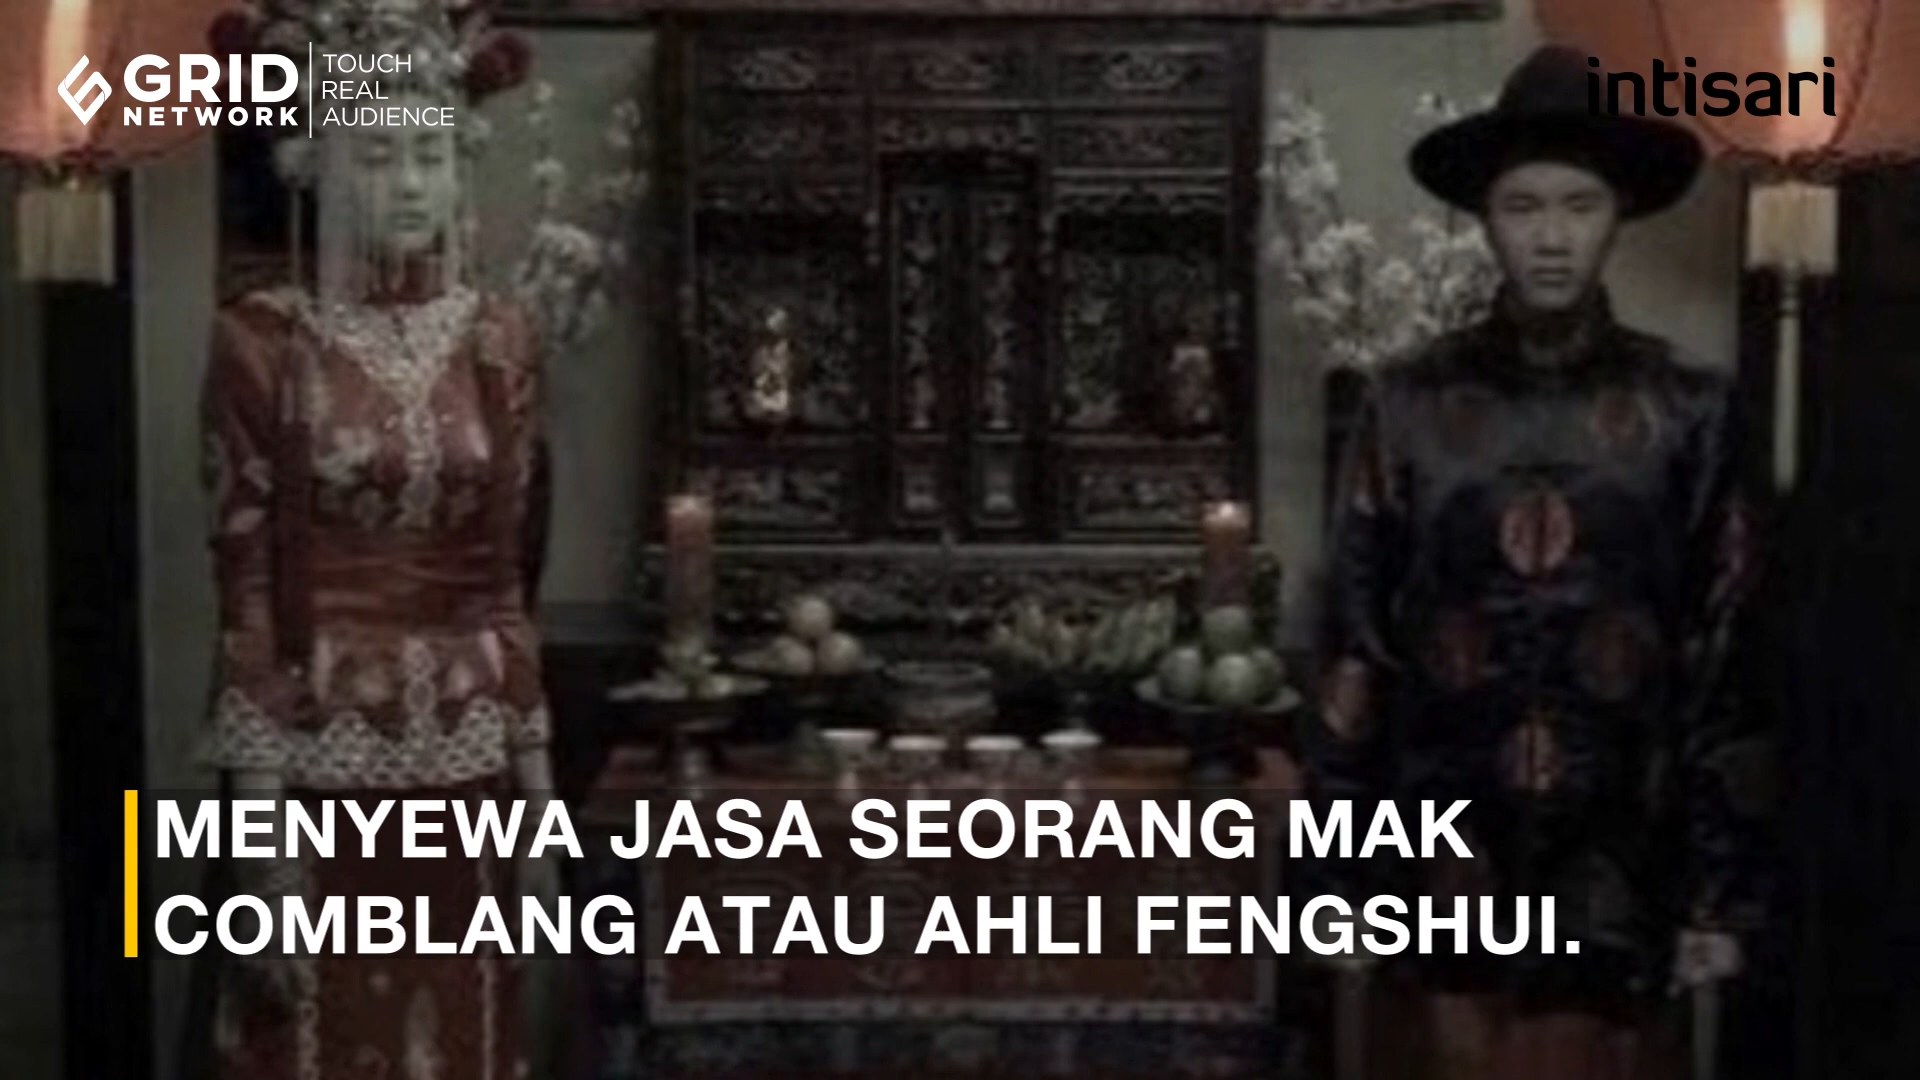 GRID
NETWORK
TOUCH
REAL
AUDIENCE
intisari
MENYEWA JASA SEORANG MAK
COMBLANG ATAU AHLI FENGSHUI.